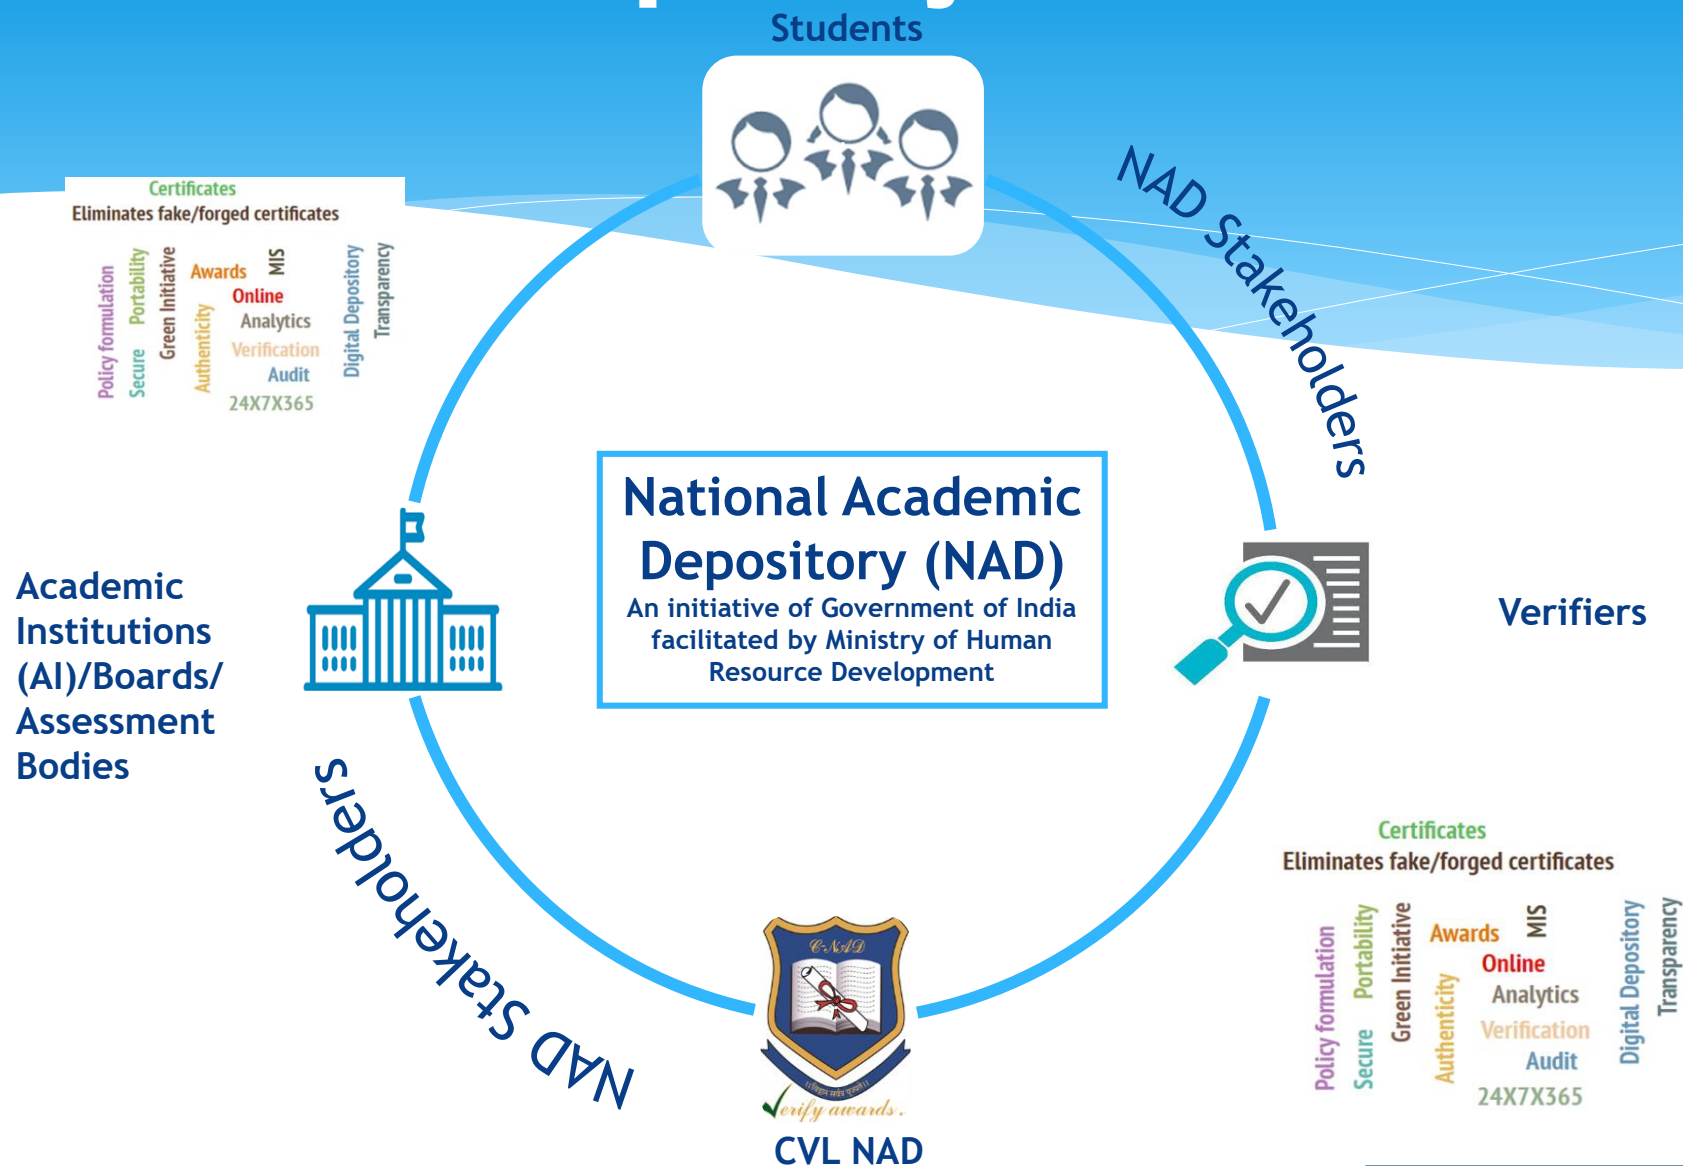 Students
NAD Stakeholders
Certificates
Eliminates fake/forged certificates
Policy formulation
Secure
Portability
Green Initiative
Awards
MIS
Online
Analytics
Authenticity
Verification
Audit
24X7X365
Digital Depository
Transparency
National Academic
Depository (NAD)
An initiative of Government of India
facilitated by Ministry of Human
Resource Development
Academic
Institutions
(AI)/Boards/
Assessment
Bodies
Verifiers
NAD Stakeholders
Certificates
Eliminates fake/forged certificates
Policy formulation
Secure
Portability
Green Initiative
Awards
MIS
Online
Analytics
Authenticity
Verification
Audit
24X7X365
Digital Depository
Transparency
C-NAD
Verify awards.
CVL NAD